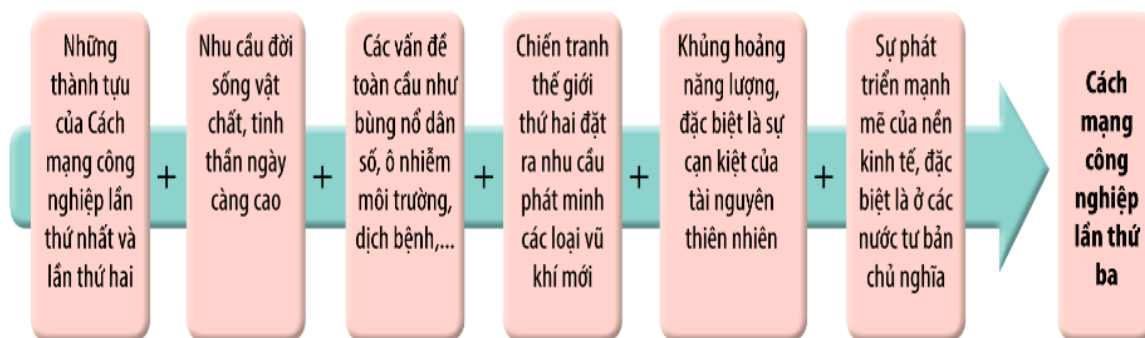 Những
thành tựu
của Cách
mạng công
nghiệp lần
thứ nhất và
lần thứ hai
+
Nhu cầu đời
sống vật
chất, tinh
thần ngày
càng cao
+
Các vấn đề
toàn cầu như
bùng nổ dân
số, ô nhiễm
môi trường,
dịch bệnh,...
+
Chiến tranh
thế giới
thứ hai đặt
ra nhu cầu
phát minh
các loại vũ
khí mới
+
Khủng hoảng
năng lượng,
đặc biệt là sự
cạn kiệt của
tài nguyên
thiên nhiên
+
Sự phát
triển mạnh
mẽ của nền
kinh tế, đặc
biệt là ở các
nước tư bản
chủ nghĩa
Cách
mạng
công
nghiệp
lần thứ
ba